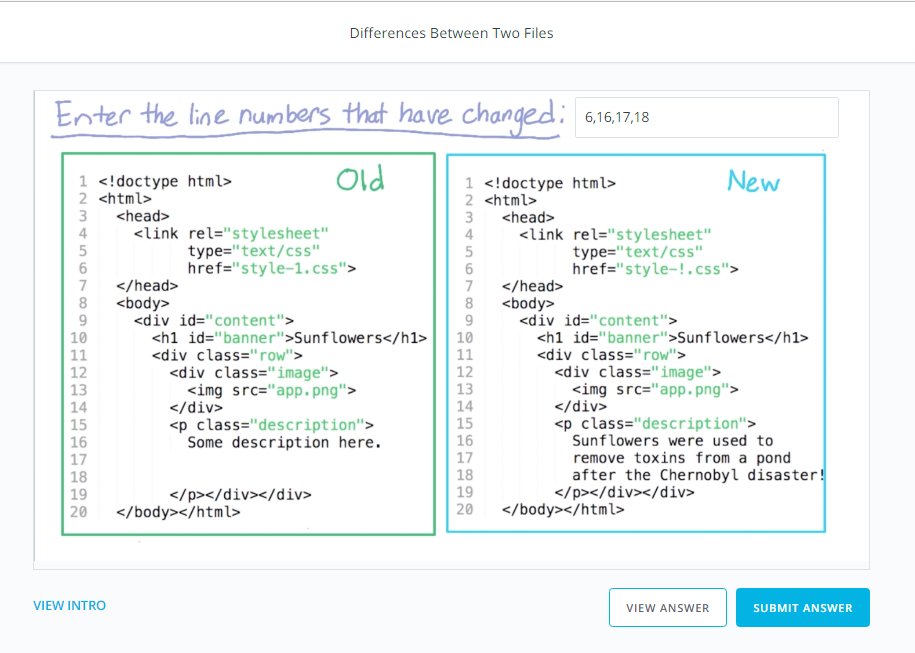 Differences Between Two Files
Enter the line numbers that have changed: 6,16,17,18
Old
1 <!doctype html>
2 <html>
3 <head>
4 <link rel="stylesheet"
5 type="text/css"
6 href="style-1.css">
7 </head>
8 <body>
9 <div id="content">
10 <h1 id="banner">Sunflowers</h1>
11 <div class="row">
12 <div class="image">
13 <img src="app.png">
14 </div>
15 <p class="description">
16 Some description here.
17
18
19 </p></div></div>
20 </body></html>
New
1 <!doctype html>
2 <html>
3 <head>
4 <link rel="stylesheet"
5 type="text/css"
6 href="style-!.css">
7 </head>
8 <body>
9 <div id="content">
10 <h1 id="banner">Sunflowers</h1>
11 <div class="row">
12 <div class="image">
13 <img src="app.png">
14 </div>
15 <p class="description">
16 Sunflowers were used to
17 remove toxins from a pond
18 after the Chernobyl disaster!
19 </p></div></div>
20 </body></html>
VIEW INTRO
VIEW ANSWER
SUBMIT ANSWER